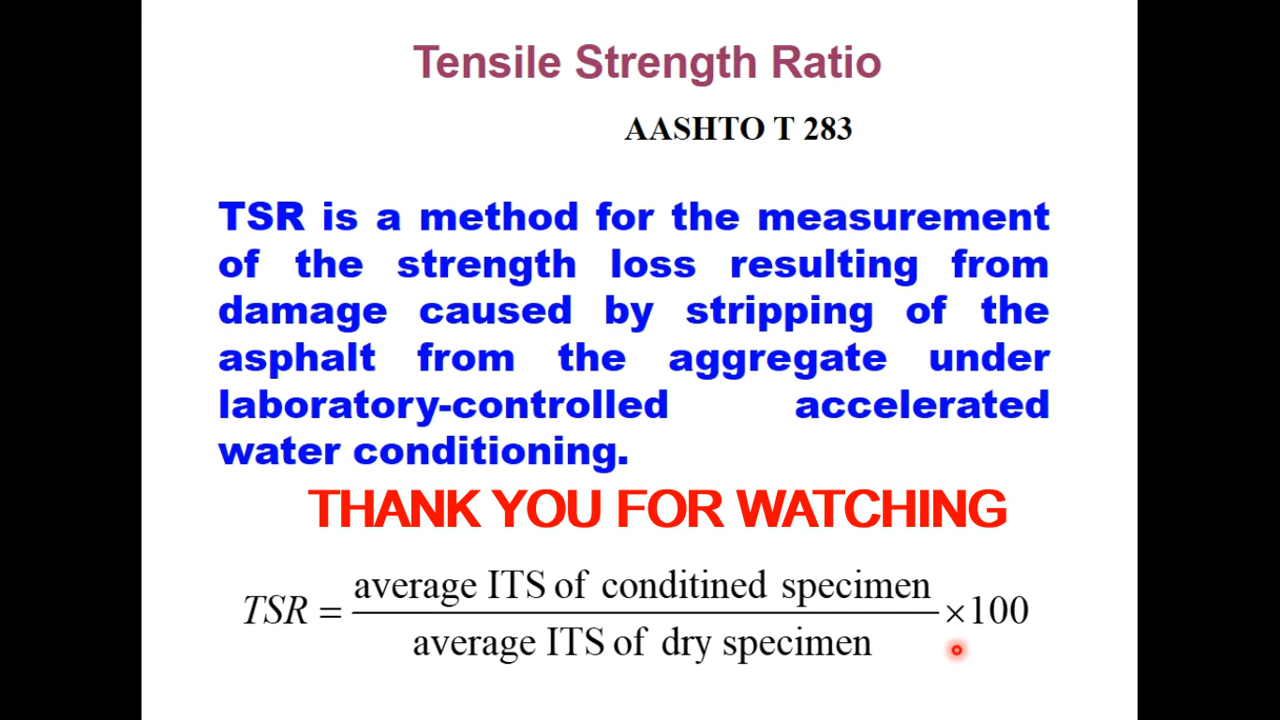 Tensile Strength Ratio
AASHTO T 283
TSR is a method for the measurement
of the strength loss resulting from
damage caused by stripping of the
asphalt from the aggregate under
laboratory-controlled accelerated
water conditioning.
THANK YOU FOR WATCHING
average ITS of conditined specimen
TSR = ×100
average ITS of dry specimen